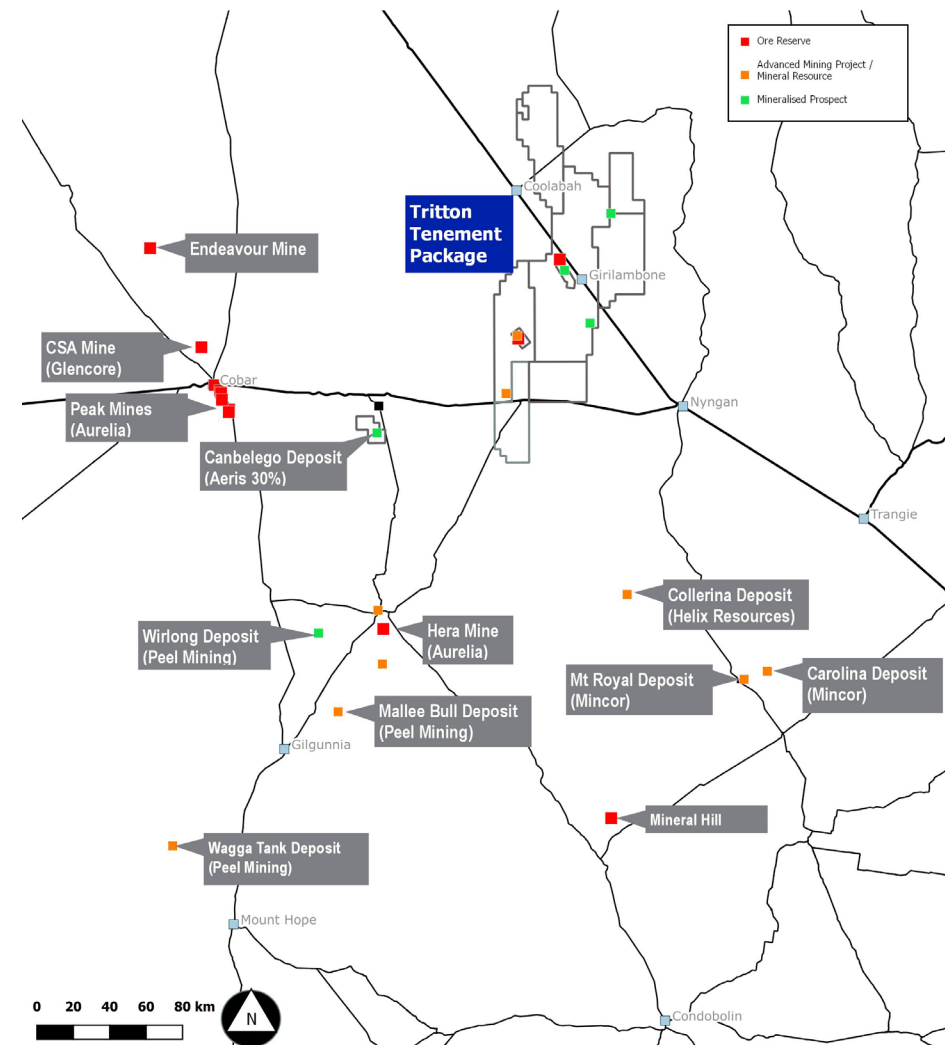 Ore Reserve
Advanced Mining Project /
Mineral Resource
Mineralised Prospect
Coolabah
Tritton
Tenement
Package
Endeavour Mine
Girilambone
CSA Mine
(Glencore)
Cobar
Peak Mines
(Aurelia)
Nyngan
Canbelego Deposit
(Aeris 30%)
Trangie
Collerina Deposit
(Helix Resources)
Wirlong Deposit
(Peel Mining)
Hera Mine
(Aurelia)
Mt Royal Deposit
(Mincor)
Carolina Deposit
(Mincor)
Mallee Bull Deposit
(Peel Mining)
Gilgunnia
Mineral Hill
Wagga Tank Deposit
(Peel Mining)
Mount Hope
0 20 40 60 80 km
N
Condobolin